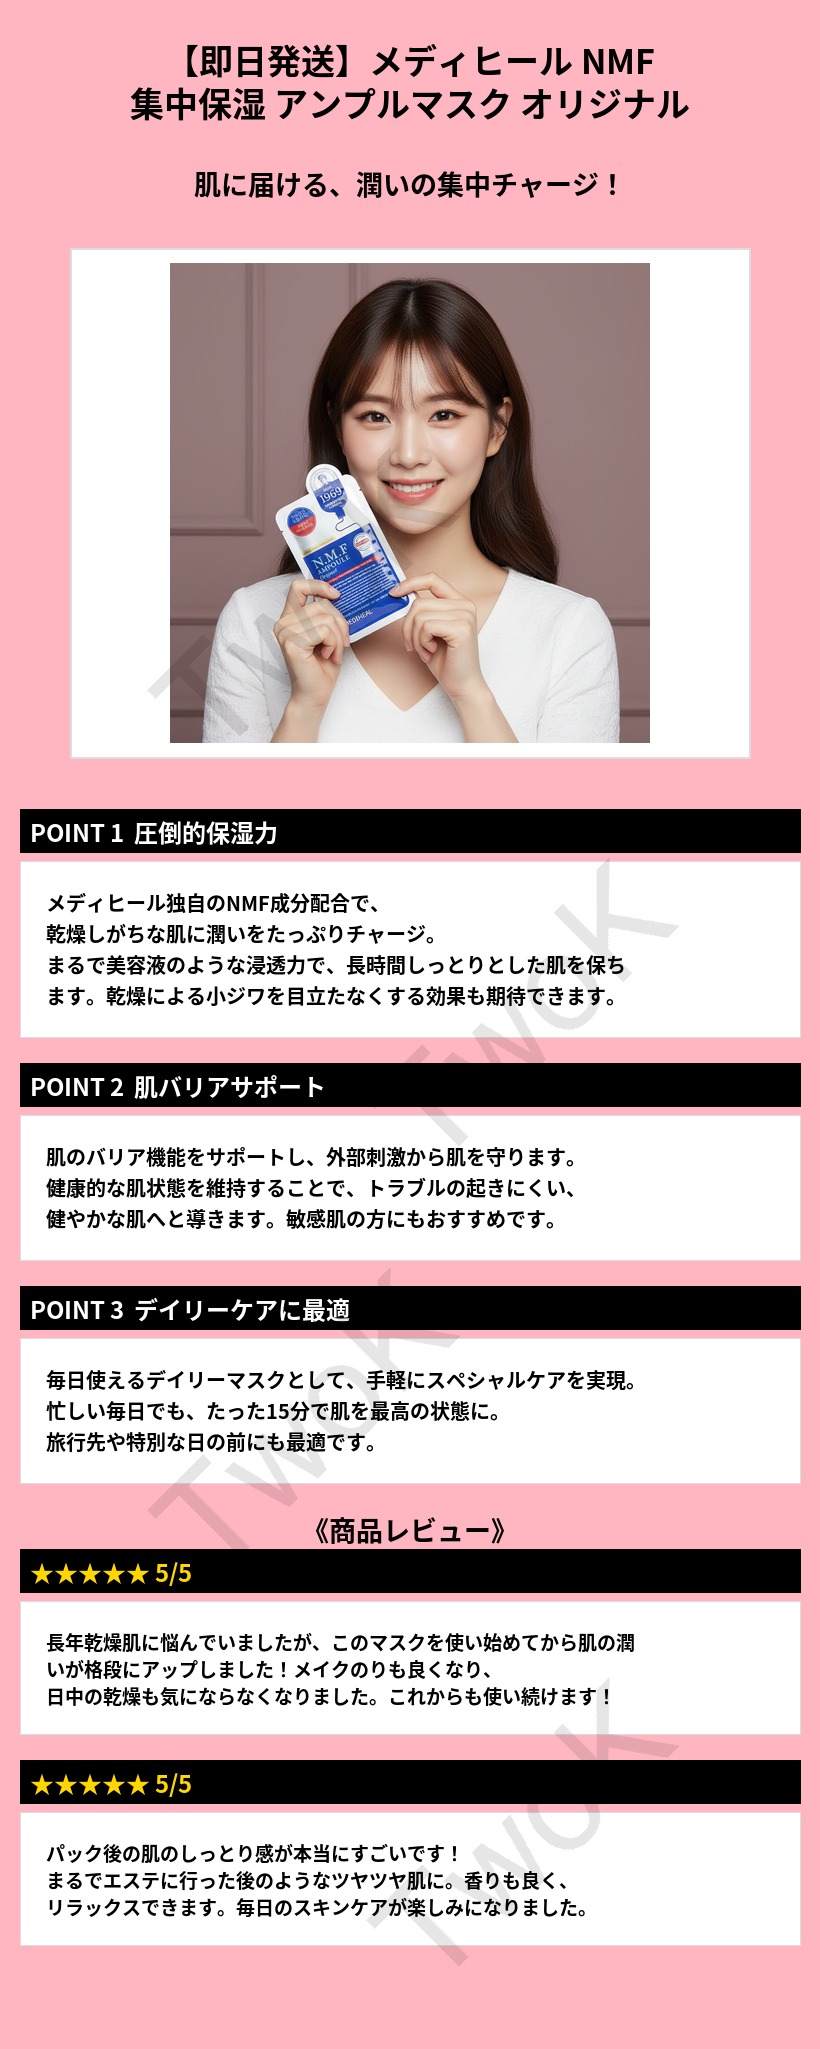 【即日発送】メディヒール NMF
集中保湿 アンプルマスク オリジナル
肌に届ける、潤いの集中チャージ！
1969
N.M.F
AMPOULE
Original
MEDIHEAL
TwoK
POINT 1 圧倒的保湿力
メディヒール独自のNMF成分配合で、
乾燥しがちな肌に潤いをたっぷりチャージ。
まるで美容液のような浸透力で、長時間しっとりとした肌を保ち
ます。乾燥による小ジワを目立たなくする効果も期待できます。
TwoK
POINT 2 肌バリアサポート
肌のバリア機能をサポートし、外部刺激から肌を守ります。
健康的な肌状態を維持することで、トラブルの起きにくい、
健やかな肌へと導きます。敏感肌の方にもおすすめです。
POINT 3 デイリーケアに最適
毎日使えるデイリーマスクとして、手軽にスペシャルケアを実現。
忙しい毎日でも、たった15分で肌を最高の状態に。
旅行先や特別な日の前にも最適です。
TwoK
《商品レビュー》
★★★★★ 5/5
長年乾燥肌に悩んでいましたが、このマスクを使い始めてから肌の潤
いが格段にアップしました！メイクのりも良くなり、
日中の乾燥も気にならなくなりました。これからも使い続けます！
★★★★★ 5/5
パック後の肌のしっとり感が本当にすごいです！
まるでエステに行った後のようなツヤツヤ肌に。香りも良く、
リラックスできます。毎日のスキンケアが楽しみになりました。
TwoK